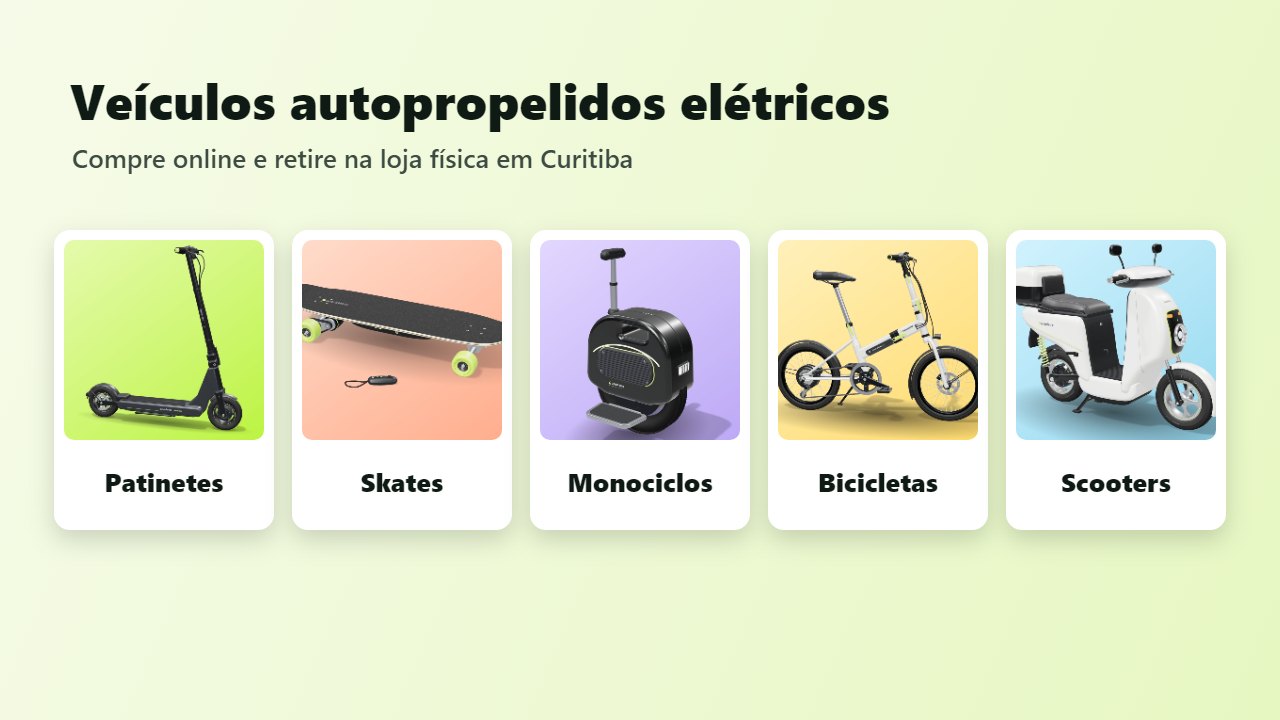 Veículos autopropelidos elétricos
Compre online e retire na loja física em Curitiba
Patinetes
Skates
Monociclos
Bicicletas
Scooters